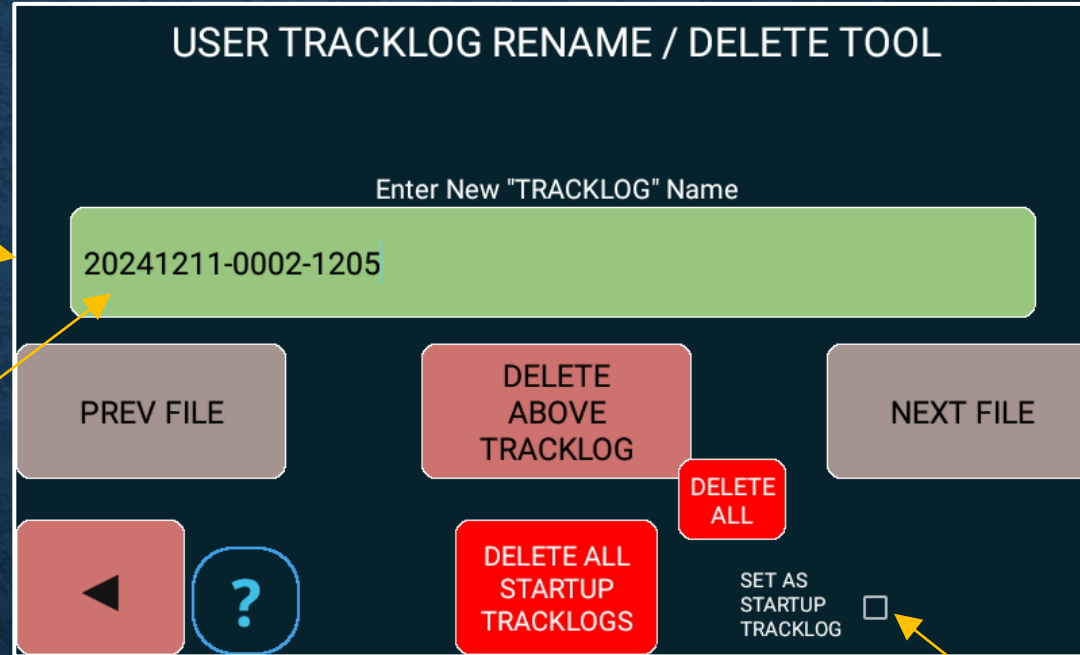 USER TRACKLOG RENAME / DELETE TOOL
Enter New "TRACKLOG" Name
20241211-0002-1205
PREV FILE
DELETE
ABOVE
TRACKLOG
NEXT FILE
DELETE
ALL
◀
?
DELETE ALL
STARTUP
TRACKLOGS
SET AS
STARTUP
TRACKLOG